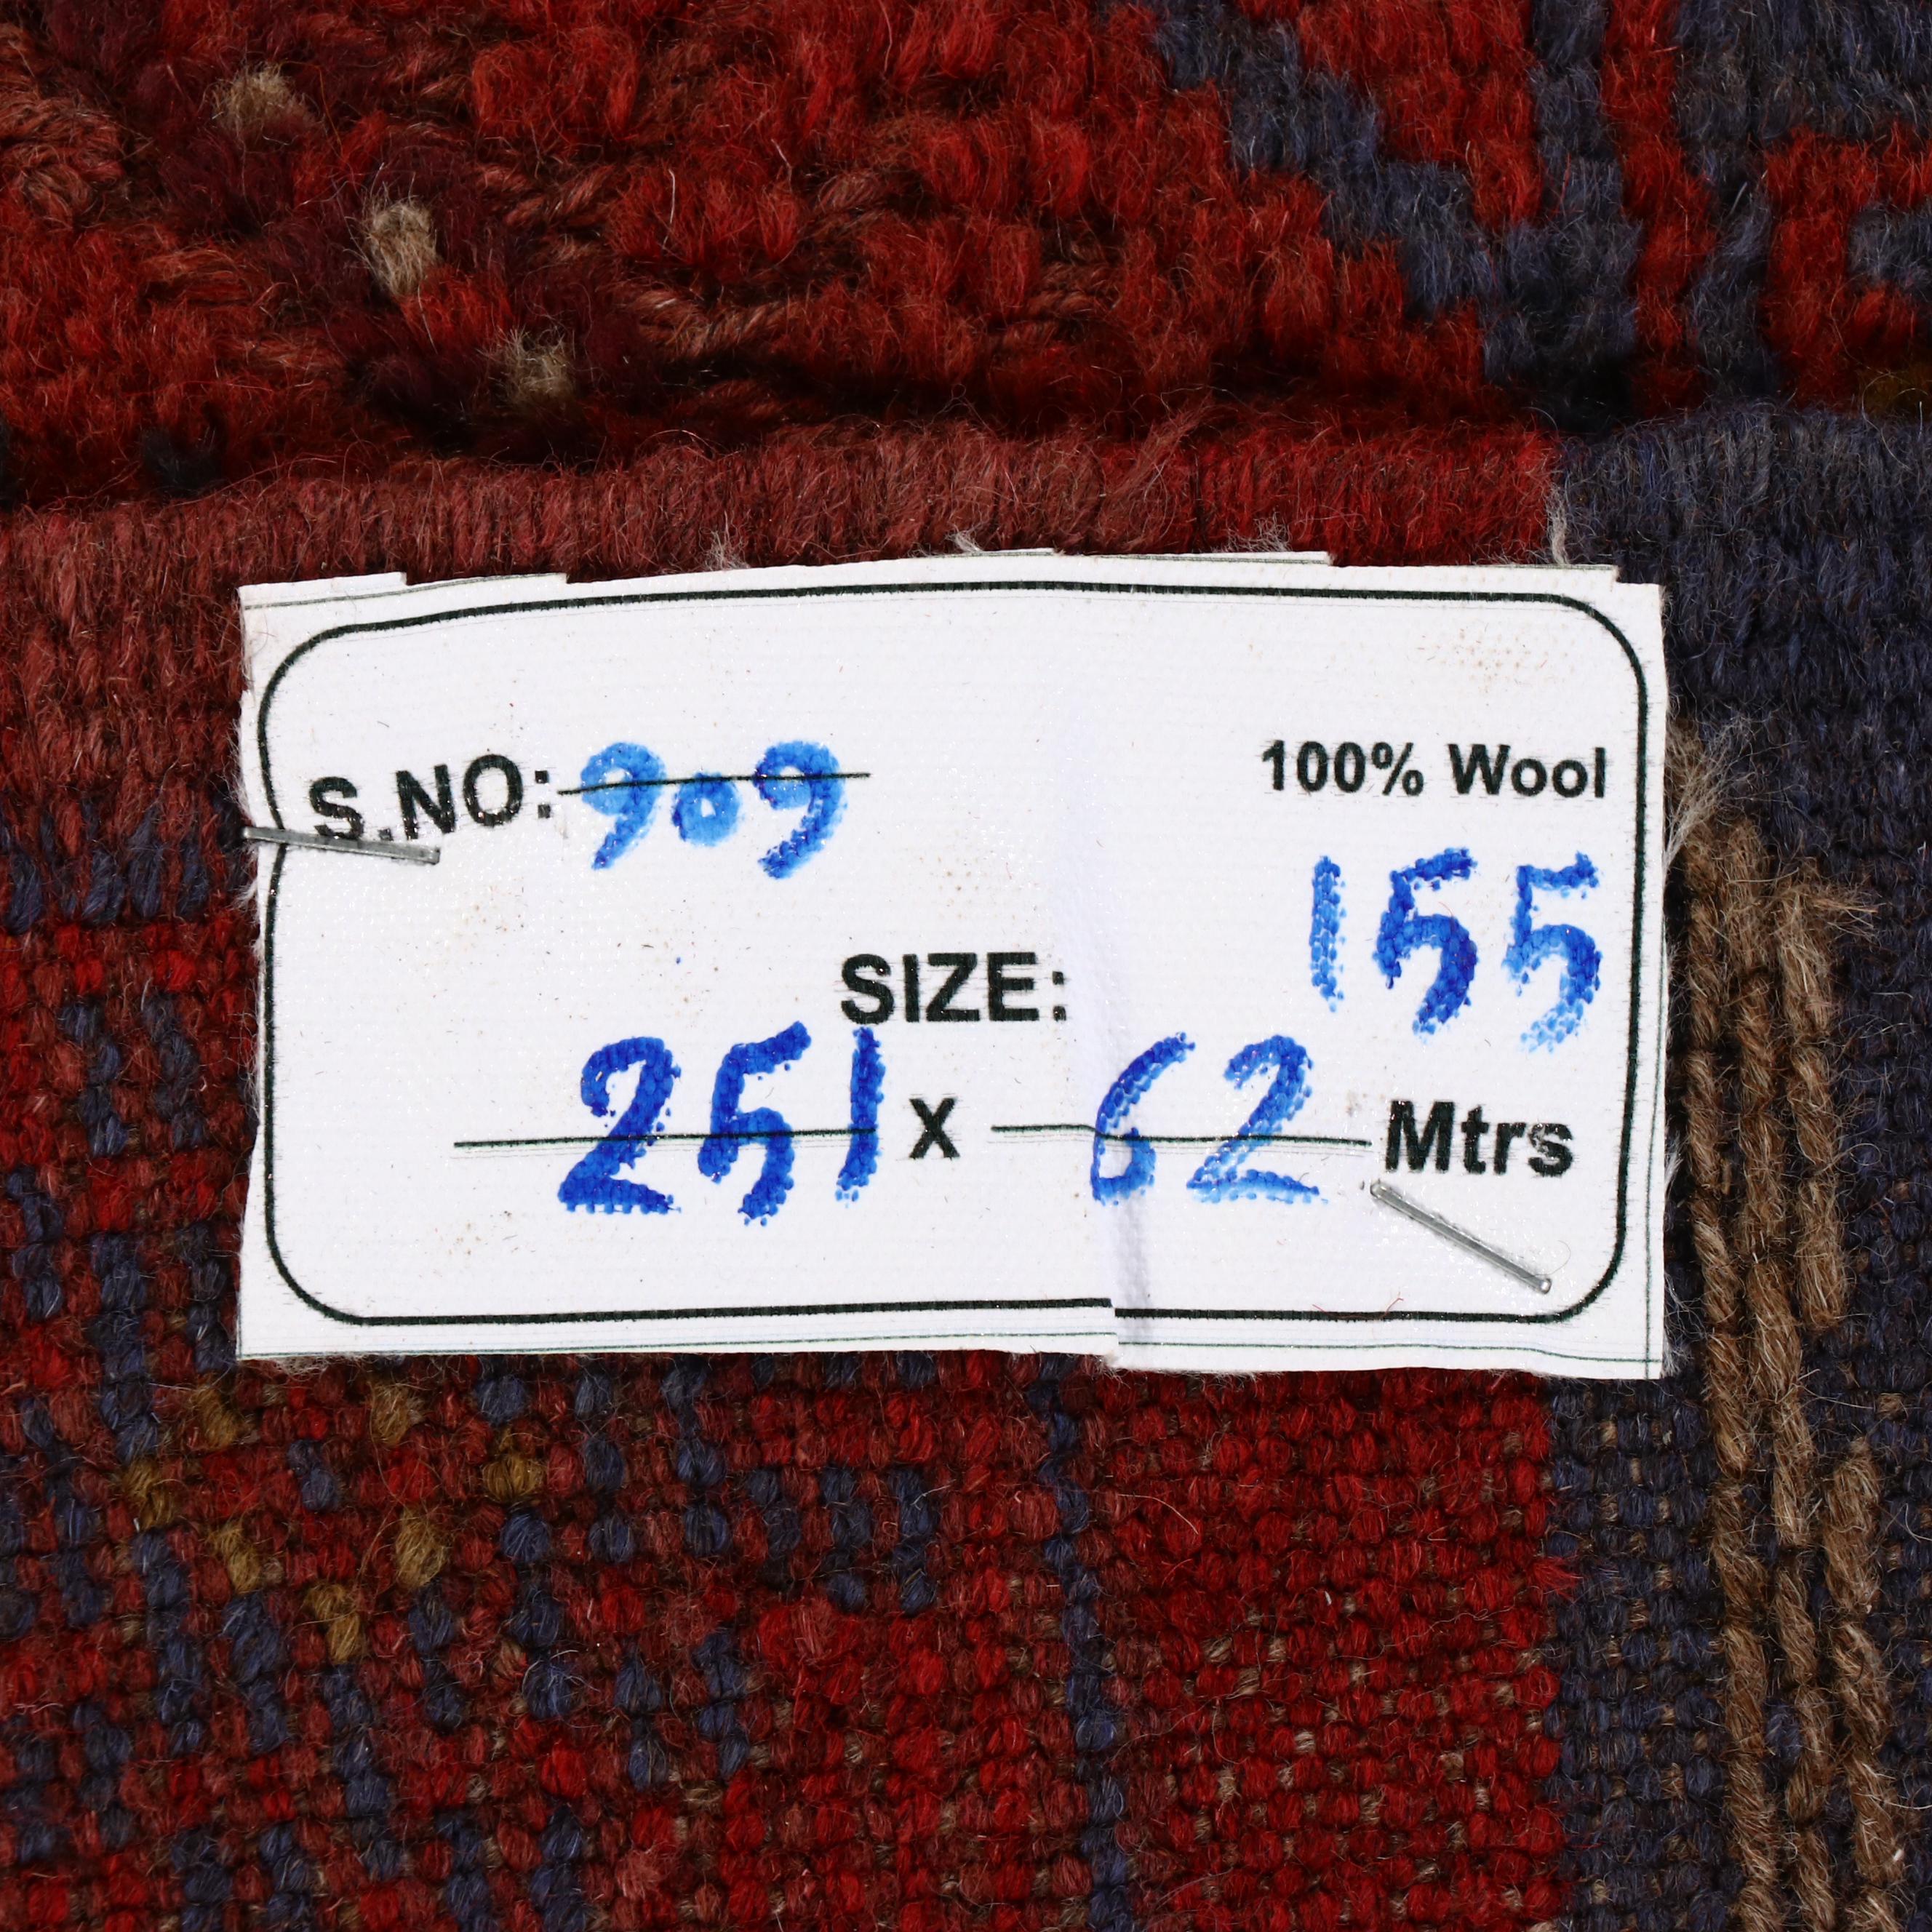 S.NO: 909
100% Wool
155
SIZE:
251 X 62 Mtrs